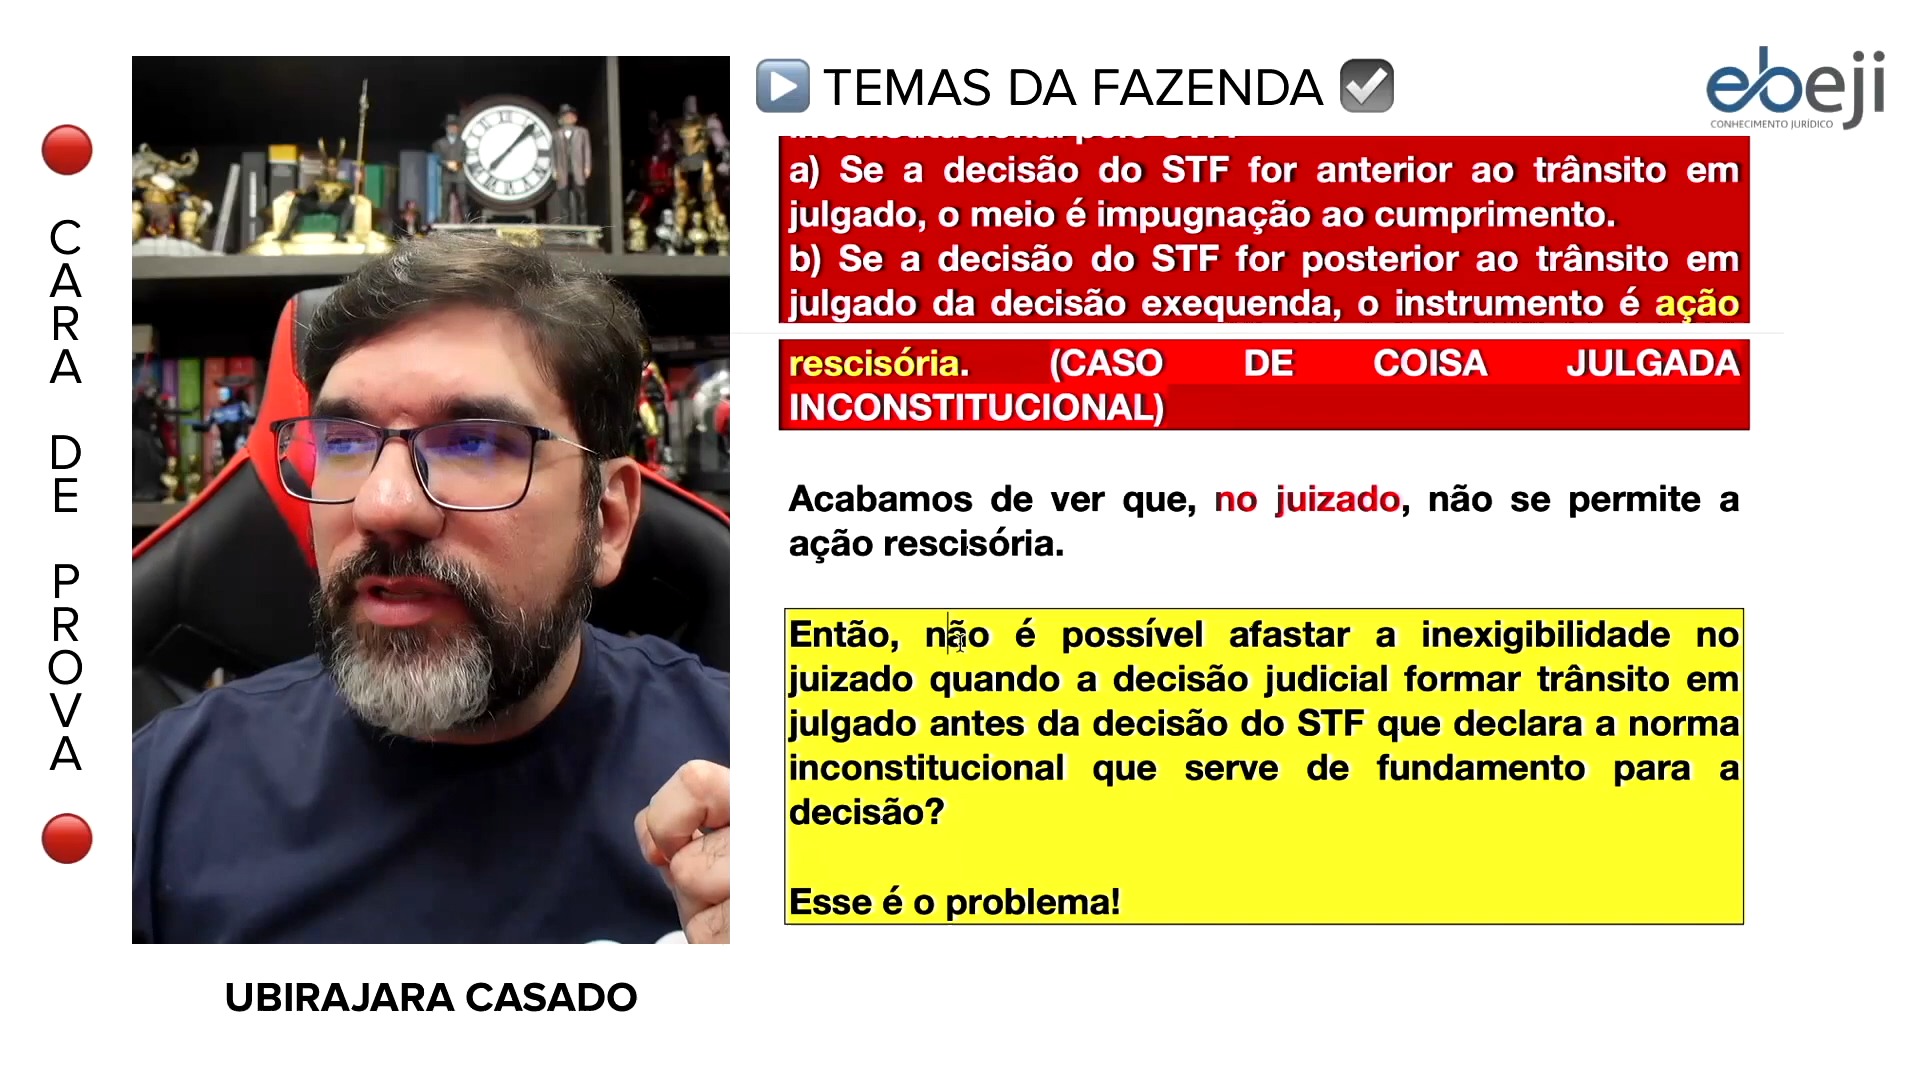 TEMAS DA FAZENDA
ebeji
CONHECIMENTO JURÍDICO
CARA DE PROVA
a) Se a decisão do STF for anterior ao trânsito em
julgado, o meio é impugnação ao cumprimento.
b) Se a decisão do STF for posterior ao trânsito em
julgado da decisão exequenda, o instrumento é ação
rescisória. (CASO DE COISA JULGADA
INCONSTITUCIONAL)
Acabamos de ver que, no juizado, não se permite a
ação rescisória.
Então, não é possível afastar a inexigibilidade no
juizado quando a decisão judicial formar trânsito em
julgado antes da decisão do STF que declara a norma
inconstitucional que serve de fundamento para a
decisão?
Esse é o problema!
UBIRAJARA CASADO